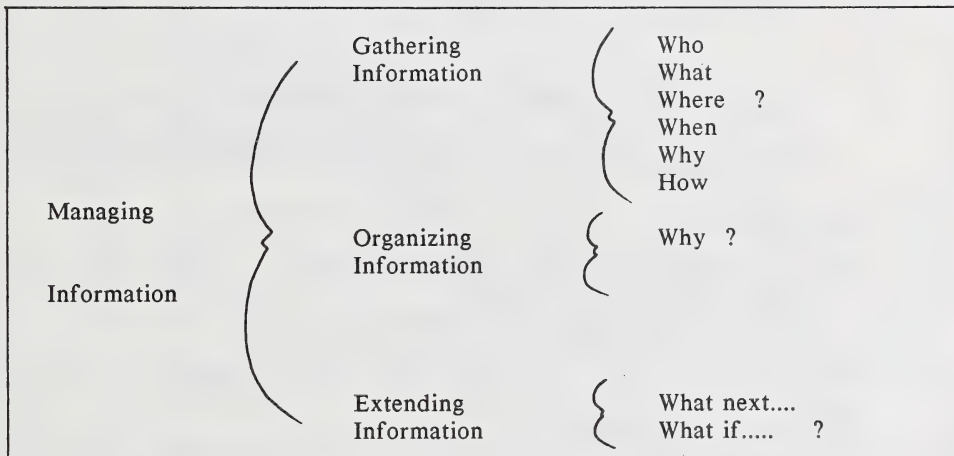 Managing
Information
Gathering
Information
Who
What
Where ?
When
Why
How
Organizing
Information
Why ?
Extending
Information
What next....
What if..... ?